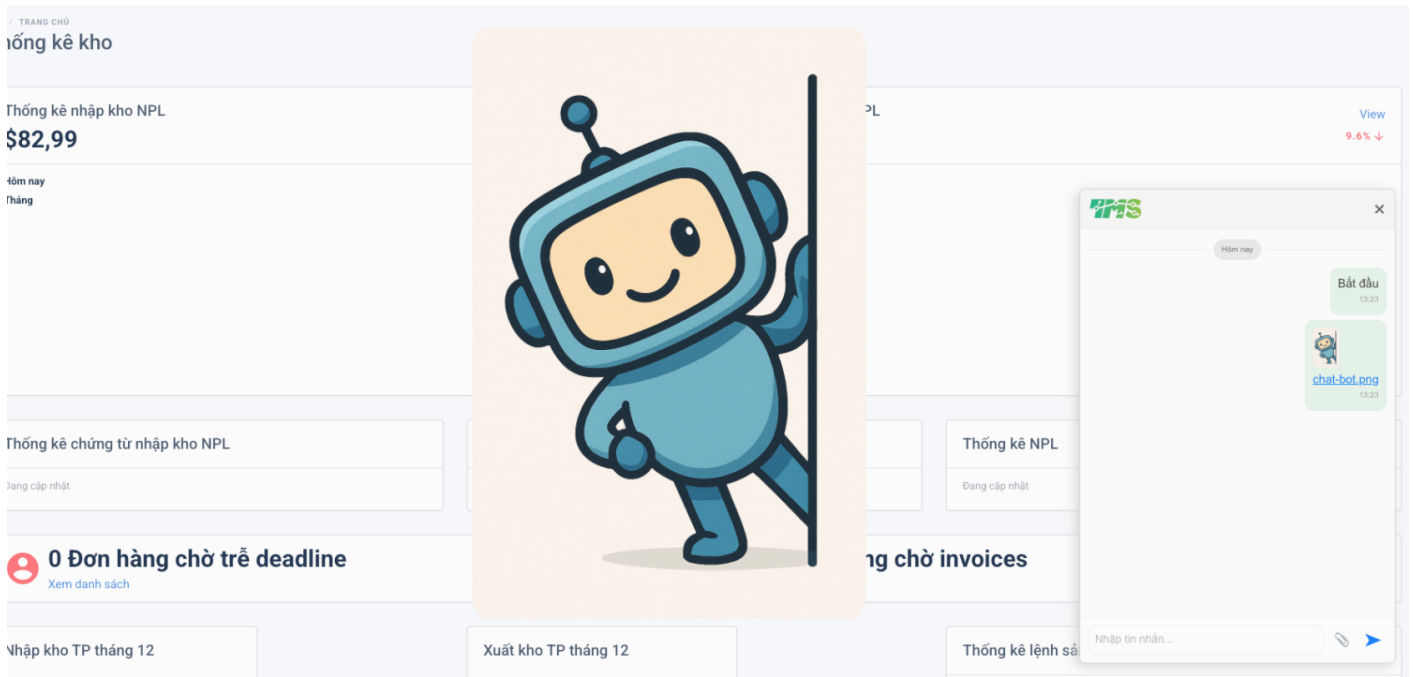 / TRANG CHỦ
hống kê kho
Thống kê nhập kho NPL
$82,99
Hôm nay
Tháng
PL
View
9.6% ↓
Thống kê chứng từ nhập kho NPL
Đang cập nhật
Thống kê NPL
Đang cập nhật
0 Đơn hàng chờ trễ deadline
Xem danh sách
ng chờ invoices
Nhập kho TP tháng 12
Xuất kho TP tháng 12
Thống kê lệnh sả
Hôm nay
Bắt đầu
13:23
chat-bot.png
13:23
Nhập tin nhắn...